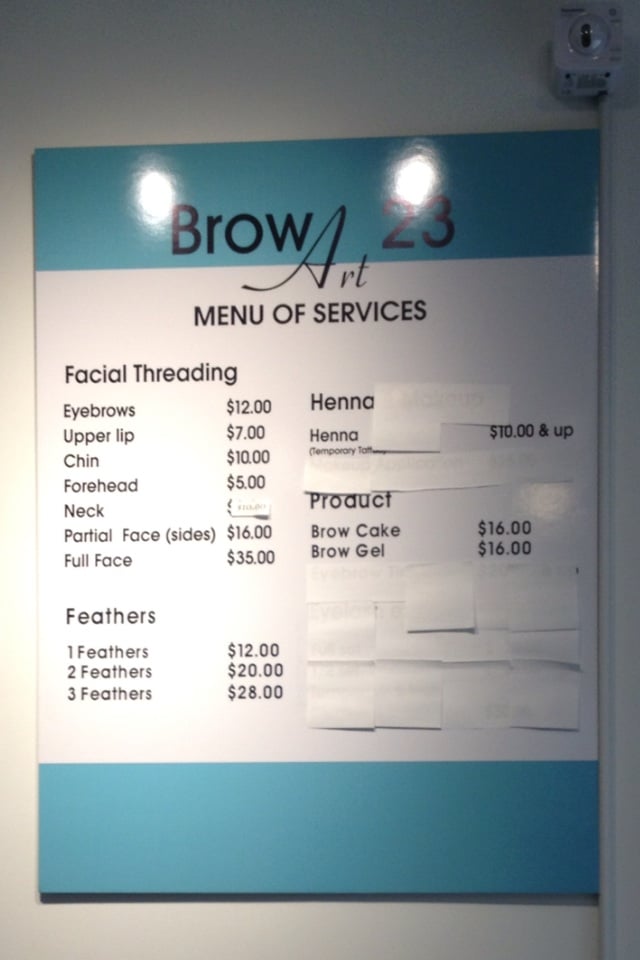 Brow Art 23
MENU OF SERVICES
Facial Threading
Eyebrows $12.00
Upper lip $7.00
Chin $10.00
Forehead $5.00
Neck $10.00
Partial Face (sides) $16.00
Full Face $35.00
Feathers
1 Feathers $12.00
2 Feathers $20.00
3 Feathers $28.00
Henna
Henna $10.00 & up
(Temporary
Product
Brow Cake $16.00
Brow Gel $16.00